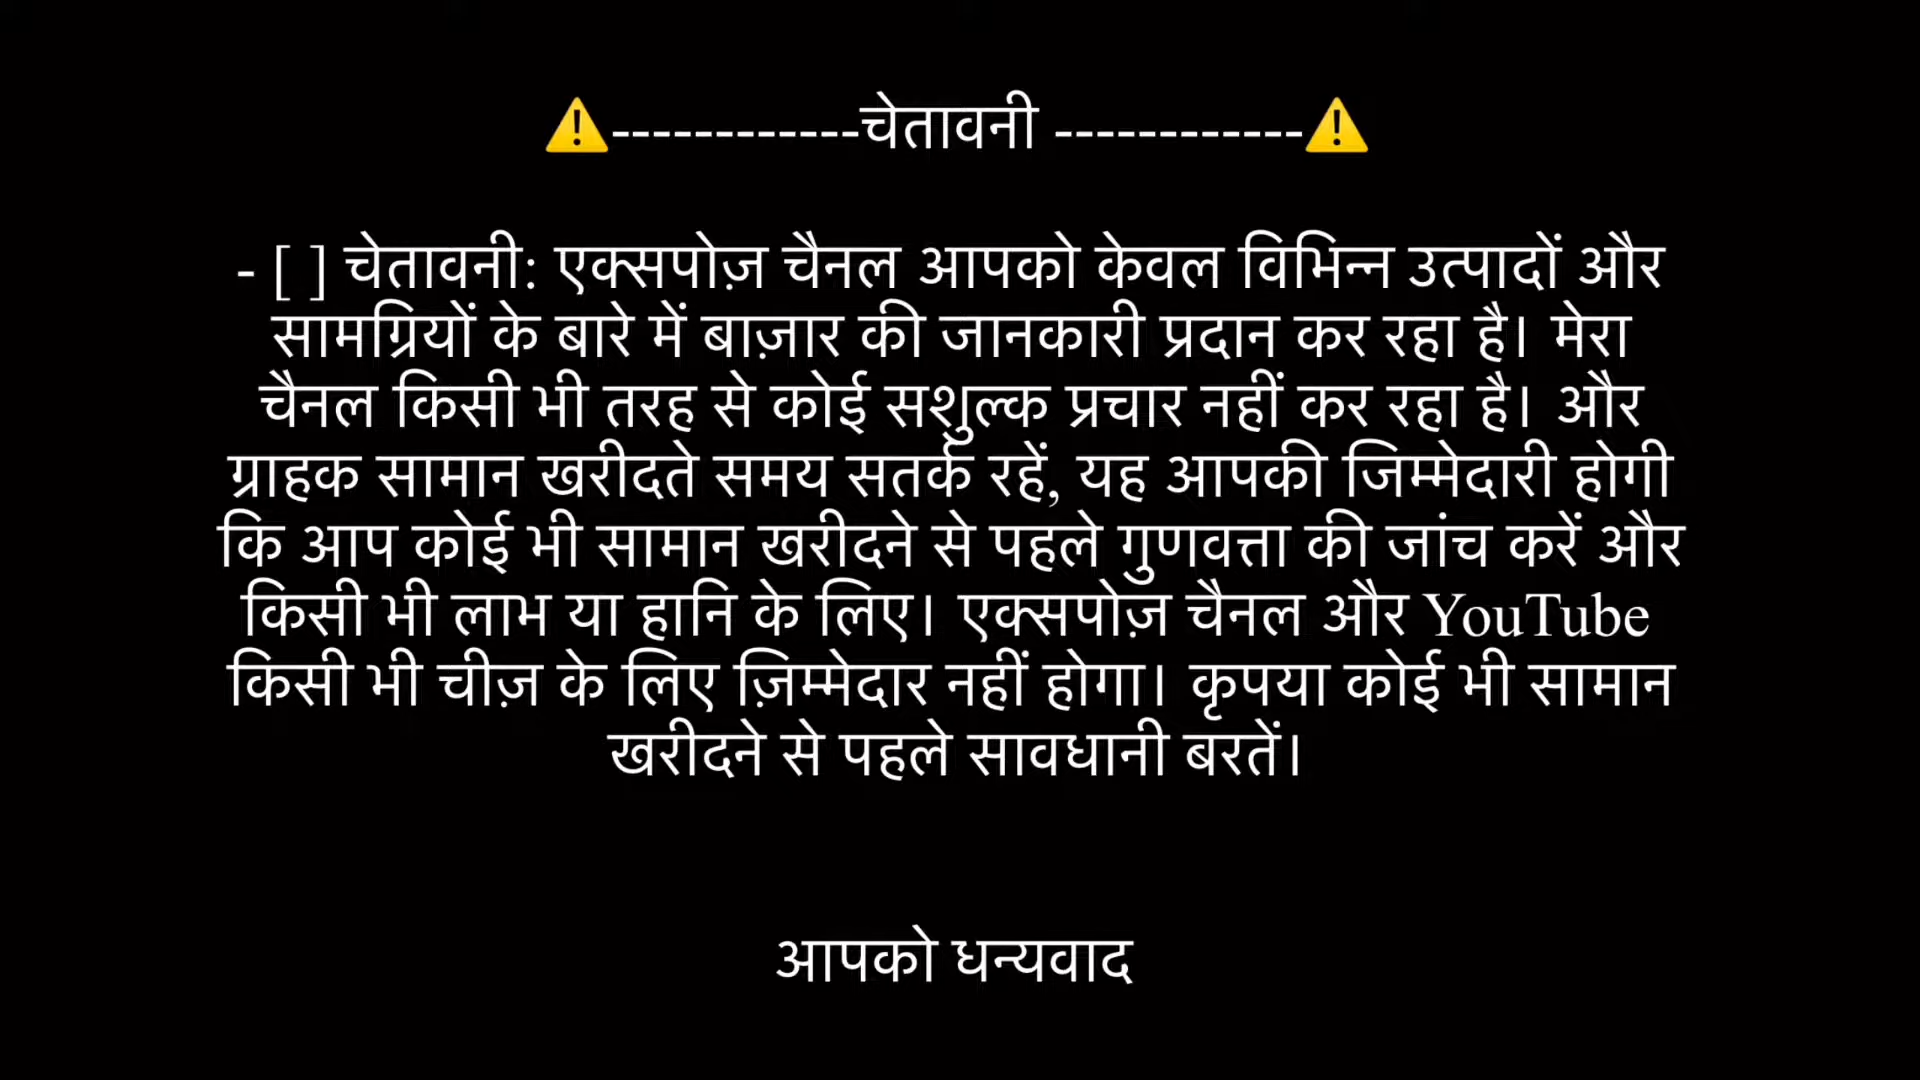 ⚠️------------चेतावनी ------------⚠️
- [ ] चेतावनी: एक्सपोज़ चैनल आपको केवल विभिन्न उत्पादों और
सामग्रियों के बारे में बाज़ार की जानकारी प्रदान कर रहा है। मेरा
चैनल किसी भी तरह से कोई सशुल्क प्रचार नहीं कर रहा है। और
ग्राहक सामान खरीदते समय सतर्क रहें, यह आपकी जिम्मेदारी होगी
कि आप कोई भी सामान खरीदने से पहले गुणवत्ता की जांच करें और
किसी भी लाभ या हानि के लिए। एक्सपोज़ चैनल और YouTube
किसी भी चीज़ के लिए ज़िम्मेदार नहीं होगा। कृपया कोई भी सामान
खरीदने से पहले सावधानी बरतें।
आपको धन्यवाद